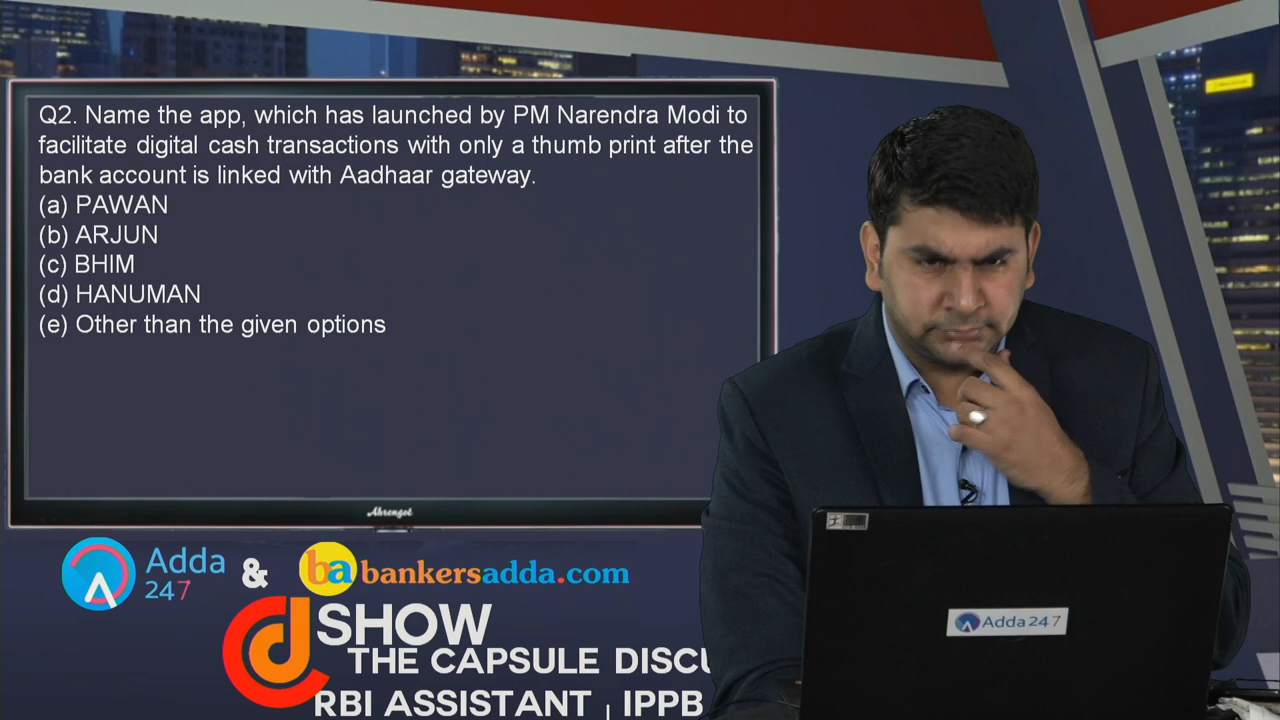 Q2. Name the app, which has launched by PM Narendra Modi to
facilitate digital cash transactions with only a thumb print after the
bank account is linked with Aadhaar gateway.
(a) PAWAN
(b) ARJUN
(c) BHIM
(d) HANUMAN
(e) Other than the given options
Ahrengot
Adda
247
&
ba bankersadda.com
cd SHOW
THE CAPSULE DISCU
RBI ASSISTANT | IPPB
Adda247